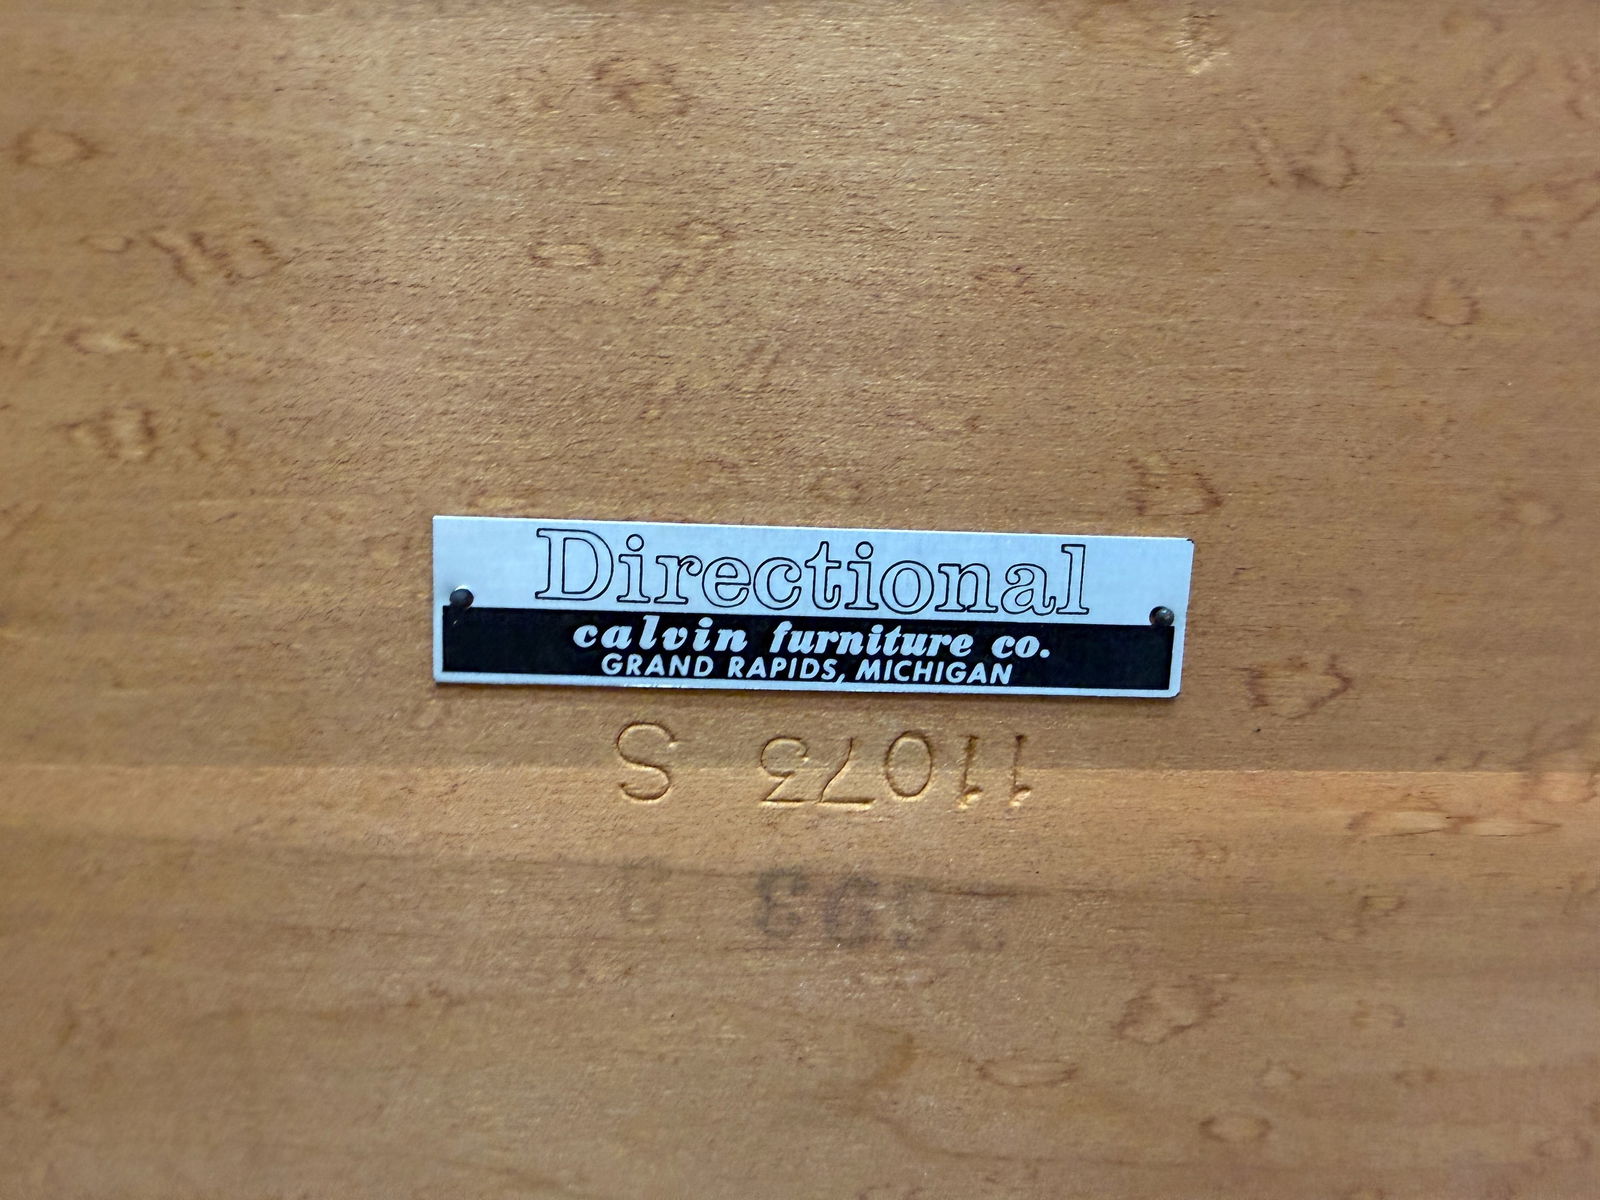 Directional
calvin furniture co.
GRAND RAPIDS, MICHIGAN
11073 S